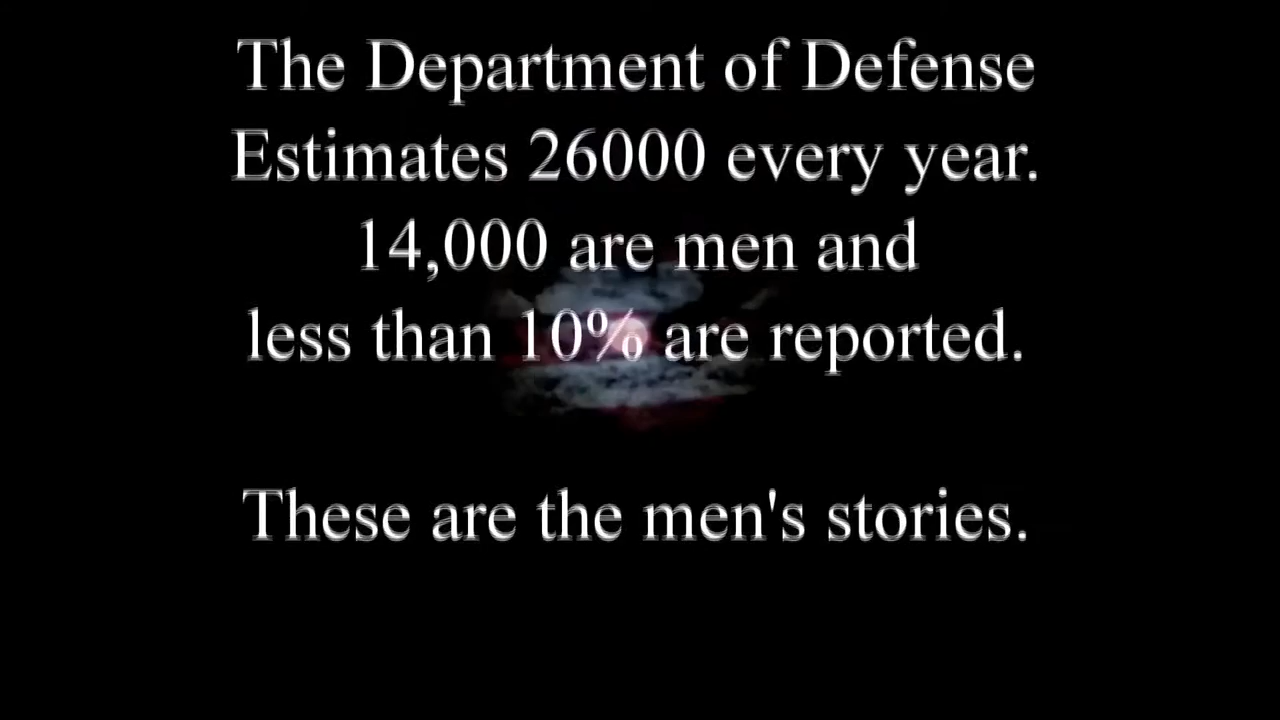 The Department of Defense
Estimates 26000 every year.
14,000 are men and
less than 10% are reported.
These are the men's stories.